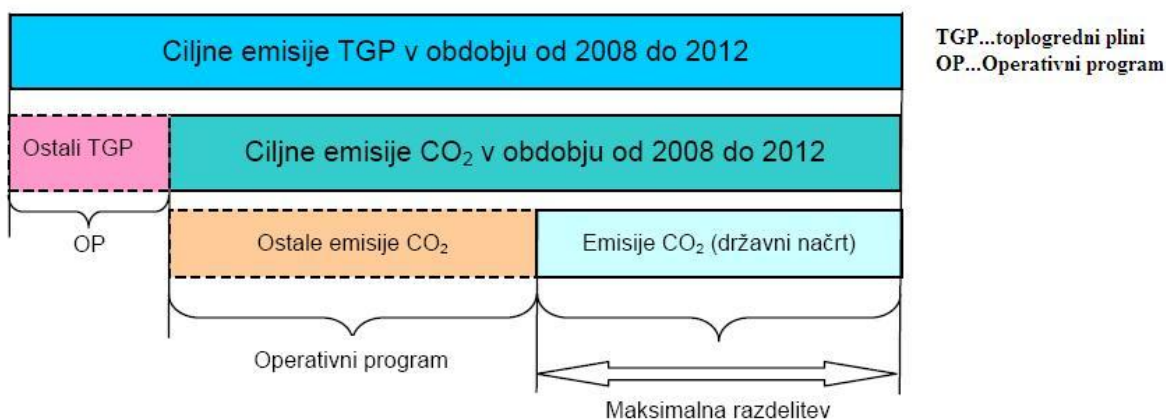 Ciljne emisije TGP v obdobju od 2008 do 2012
TGP...toplogredni plini
OP...Operativni program
Ostali TGP
Ciljne emisije CO₂ v obdobju od 2008 do 2012
OP
Ostale emisije CO₂
Emisije CO₂ (državni načrt)
Operativni program
Maksimalna razdelitev